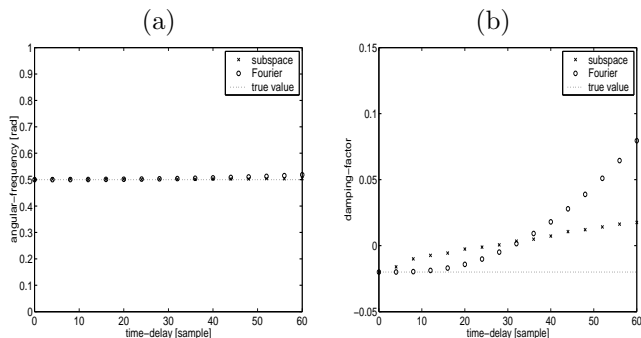 (a)
angular−frequency [rad]
1
0.9
0.8
0.7
0.6
0.5
0.4
0.3
0.2
0.1
0
subspace
Fourier
true value
0 10 20 30 40 50 60
time−delay [sample]
(b)
damping−factor
0.15
0.1
0.05
0
−0.05
subspace
Fourier
true value
0 10 20 30 40 50 60
time−delay [sample]